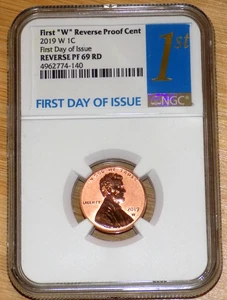 First "W" Reverse Proof Cent
2019 W 1C
First Day of Issue
REVERSE PF 69 RD
4962774-140
1st
FIRST DAY OF ISSUE
NGC
LIBERTY
2019
W